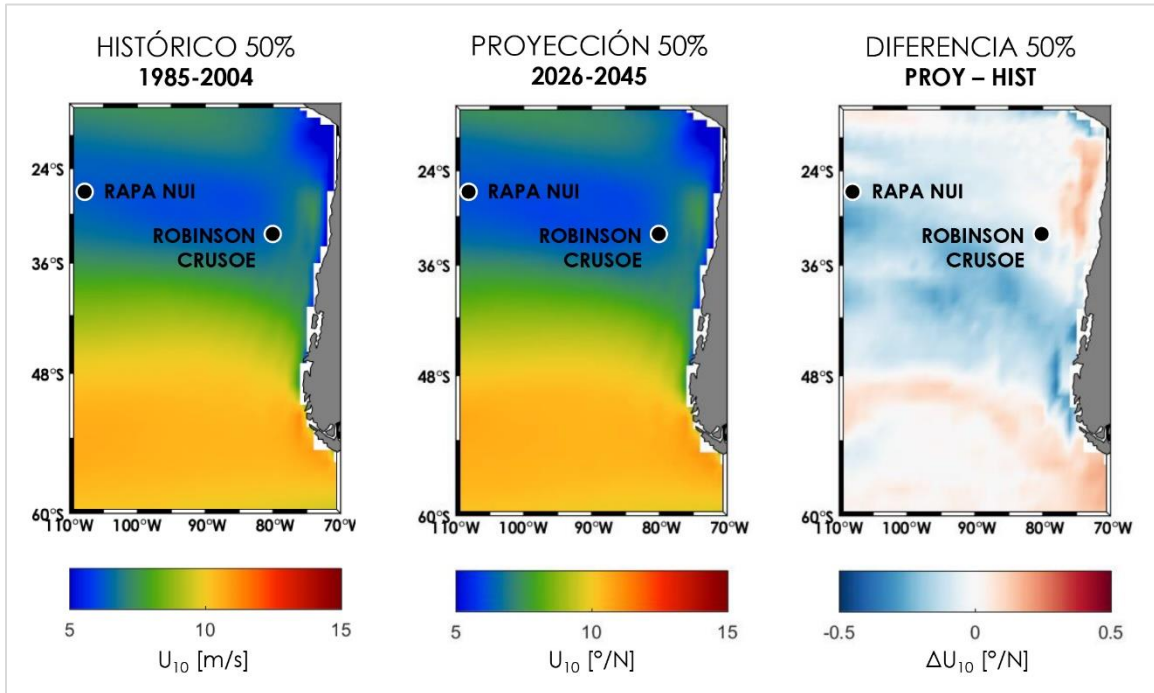 HISTÓRICO 50%
1985-2004
24°S
36°S
48°S
60°S
110°W
100°W
90°W
80°W
70°W
RAPA NUI
ROBINSON
CRUSOE
5
10
15
U₁₀ [m/s]
PROYECCIÓN 50%
2026-2045
24°S
36°S
48°S
60°S
110°W
100°W
90°W
80°W
70°W
RAPA NUI
ROBINSON
CRUSOE
5
10
15
U₁₀ [°/N]
DIFERENCIA 50%
PROY – HIST
24°S
36°S
48°S
60°S
110°W
100°W
90°W
80°W
70°W
RAPA NUI
ROBINSON
CRUSOE
-0.5
0
0.5
ΔU₁₀ [°/N]